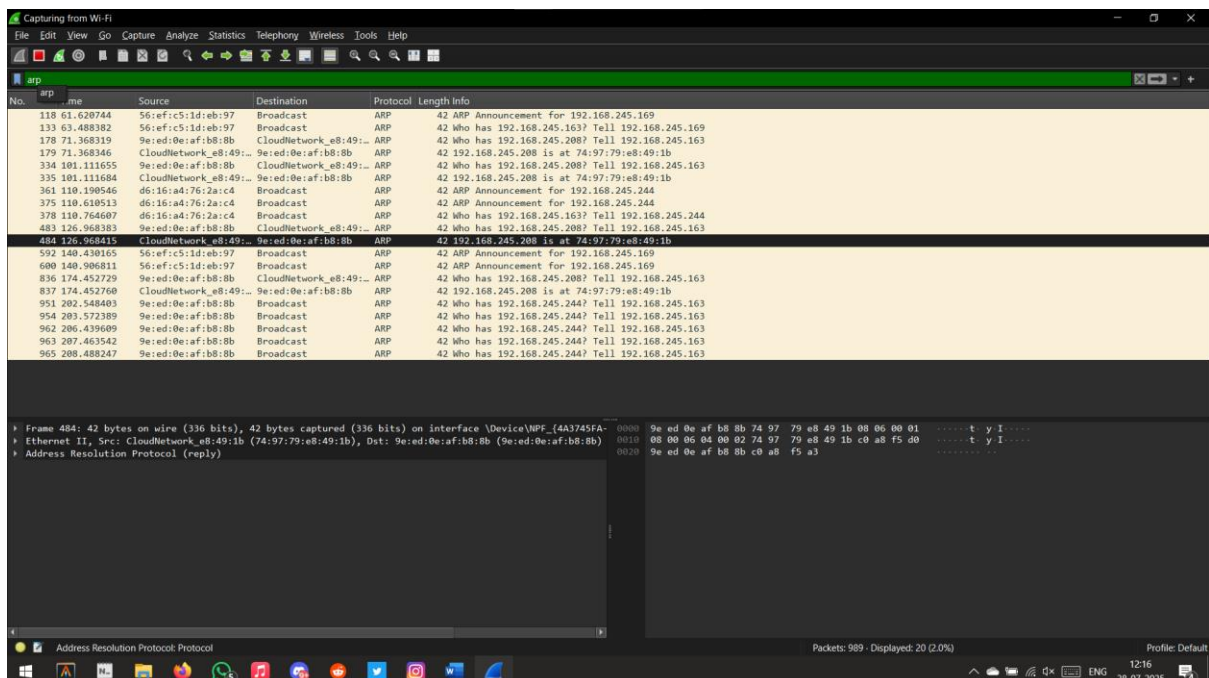 Capturing from Wi-Fi
File Edit View Go Capture Analyze Statistics Telephony Wireless Tools Help
arp
arp
No. me Source Destination Protocol Length Info
118 61.620744 56:ef:c5:1d:eb:97 Broadcast ARP 42 ARP Announcement for 192.168.245.169
133 63.488382 56:ef:c5:1d:eb:97 Broadcast ARP 42 Who has 192.168.245.163? Tell 192.168.245.169
178 71.368319 9e:ed:0e:af:b8:8b CloudNetwork_e8:49:… ARP 42 Who has 192.168.245.208? Tell 192.168.245.163
179 71.368346 CloudNetwork_e8:49:… 9e:ed:0e:af:b8:8b ARP 42 192.168.245.208 is at 74:97:79:e8:49:1b
334 101.111655 9e:ed:0e:af:b8:8b CloudNetwork_e8:49:… ARP 42 Who has 192.168.245.208? Tell 192.168.245.163
335 101.111684 CloudNetwork_e8:49:… 9e:ed:0e:af:b8:8b ARP 42 192.168.245.208 is at 74:97:79:e8:49:1b
361 110.190546 d6:16:a4:76:2a:c4 Broadcast ARP 42 ARP Announcement for 192.168.245.244
375 110.610513 d6:16:a4:76:2a:c4 Broadcast ARP 42 ARP Announcement for 192.168.245.244
378 110.764607 d6:16:a4:76:2a:c4 Broadcast ARP 42 Who has 192.168.245.163? Tell 192.168.245.244
483 126.968383 9e:ed:0e:af:b8:8b CloudNetwork_e8:49:… ARP 42 Who has 192.168.245.208? Tell 192.168.245.163
484 126.968415 CloudNetwork_e8:49:… 9e:ed:0e:af:b8:8b ARP 42 192.168.245.208 is at 74:97:79:e8:49:1b
592 140.430165 56:ef:c5:1d:eb:97 Broadcast ARP 42 ARP Announcement for 192.168.245.169
600 140.906811 56:ef:c5:1d:eb:97 Broadcast ARP 42 ARP Announcement for 192.168.245.169
836 174.452729 9e:ed:0e:af:b8:8b CloudNetwork_e8:49:… ARP 42 Who has 192.168.245.208? Tell 192.168.245.163
837 174.452760 CloudNetwork_e8:49:… 9e:ed:0e:af:b8:8b ARP 42 192.168.245.208 is at 74:97:79:e8:49:1b
951 202.548403 9e:ed:0e:af:b8:8b Broadcast ARP 42 Who has 192.168.245.244? Tell 192.168.245.163
954 203.572389 9e:ed:0e:af:b8:8b Broadcast ARP 42 Who has 192.168.245.244? Tell 192.168.245.163
962 206.439609 9e:ed:0e:af:b8:8b Broadcast ARP 42 Who has 192.168.245.244? Tell 192.168.245.163
963 207.463542 9e:ed:0e:af:b8:8b Broadcast ARP 42 Who has 192.168.245.244? Tell 192.168.245.163
965 208.488247 9e:ed:0e:af:b8:8b Broadcast ARP 42 Who has 192.168.245.244? Tell 192.168.245.163
Frame 484: 42 bytes on wire (336 bits), 42 bytes captured (336 bits) on interface \Device\NPF_{4A3745FA-
Ethernet II, Src: CloudNetwork_e8:49:1b (74:97:79:e8:49:1b), Dst: 9e:ed:0e:af:b8:8b (9e:ed:0e:af:b8:8b)
Address Resolution Protocol (reply)
0000 9e ed 0e af b8 8b 74 97 79 e8 49 1b 08 06 00 01 ······t· y·I·····
0010 08 00 06 04 00 02 74 97 79 e8 49 1b c0 a8 f5 d0 ······t· y·I·····
0020 9e ed 0e af b8 8b c0 a8 f5 a3 ········ ··
Address Resolution Protocol: Protocol
Packets: 989 · Displayed: 20 (2.0%)
Profile: Default
ENG
12:16
28-07-2025